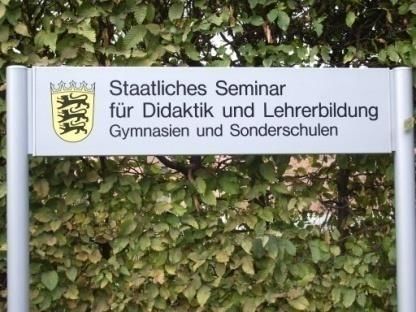 Staatliches Seminar
für Didaktik und Lehrerbildung
Gymnasien und Sonderschulen